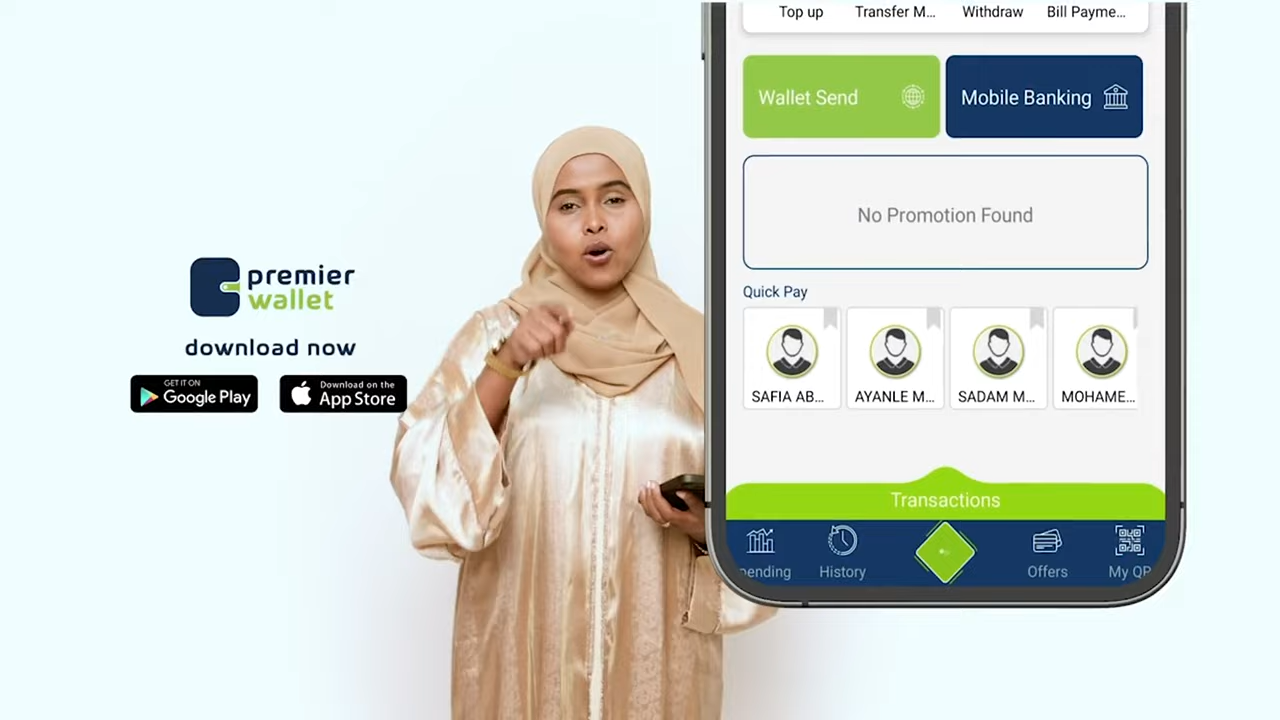 premier
wallet
download now
GET IT ON
Google Play
Download on the
App Store
Top up
Transfer M...
Withdraw
Bill Payme...
Wallet Send
Mobile Banking
No Promotion Found
Quick Pay
SAFIA AB...
AYANLE M...
SADAM M...
MOHAME...
Transactions
pending
History
Offers
My QR